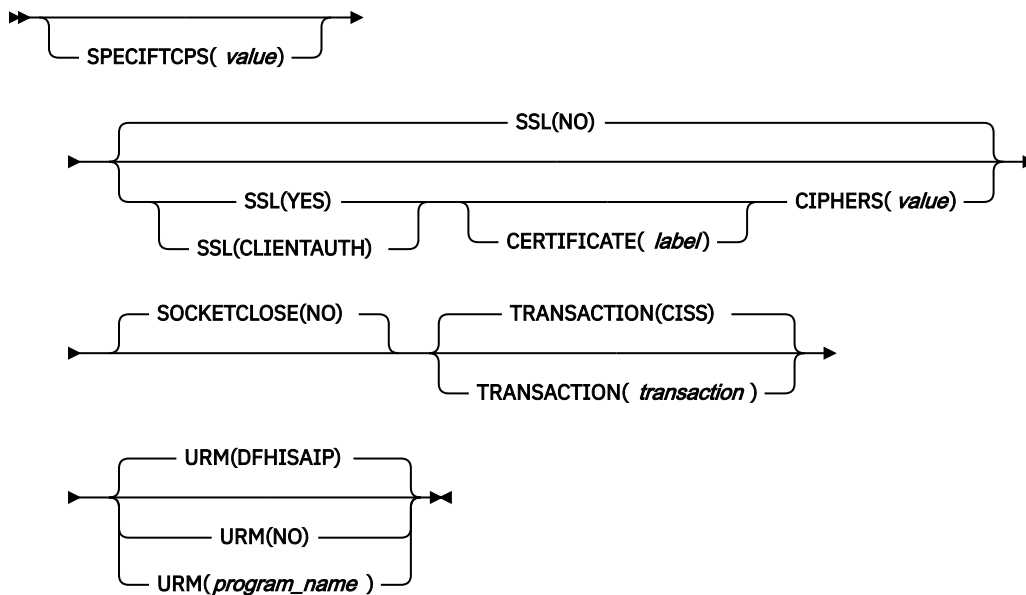 SPECIFTCPS( value)
SSL(NO)
SSL(YES)
CIPHERS( value)
SSL(CLIENTAUTH)
CERTIFICATE( label)
SOCKETCLOSE(NO)
TRANSACTION(CISS)
TRANSACTION( transaction )
URM(DFHISAIP)
URM(NO)
URM(program_name )